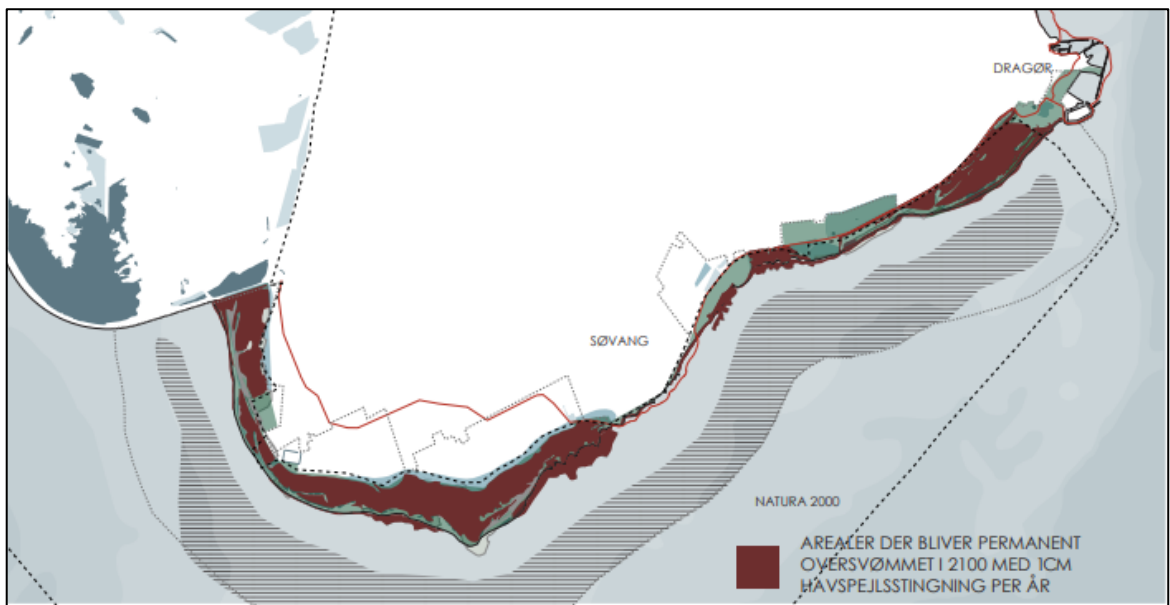 DRAGØR
SØVANG
NATURA 2000
AREALER DER BLIVER PERMANENT
OVERSVØMMET I 2100 MED 1CM
HAVSPEJLSSTINGNING PER ÅR